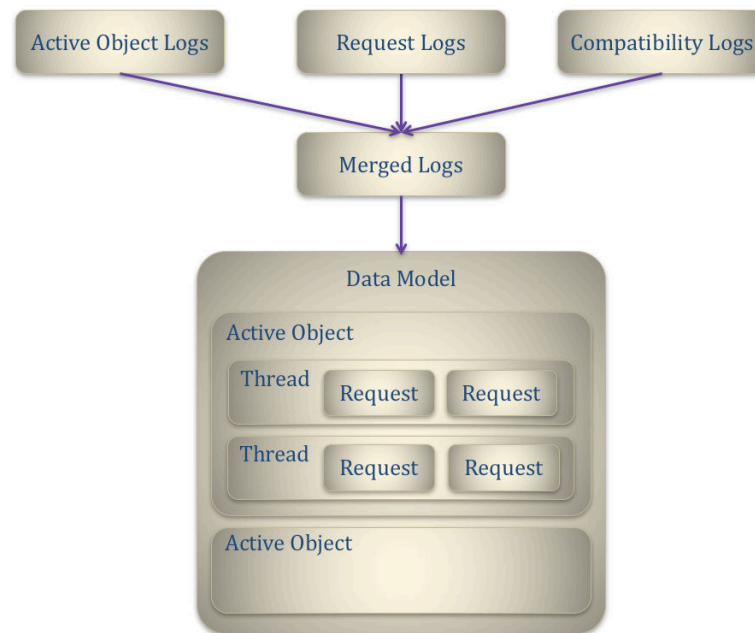 Active Object Logs
Request Logs
Compatibility Logs
Merged Logs
Data Model
Active Object
Thread
Request
Request
Thread
Request
Request
Active Object